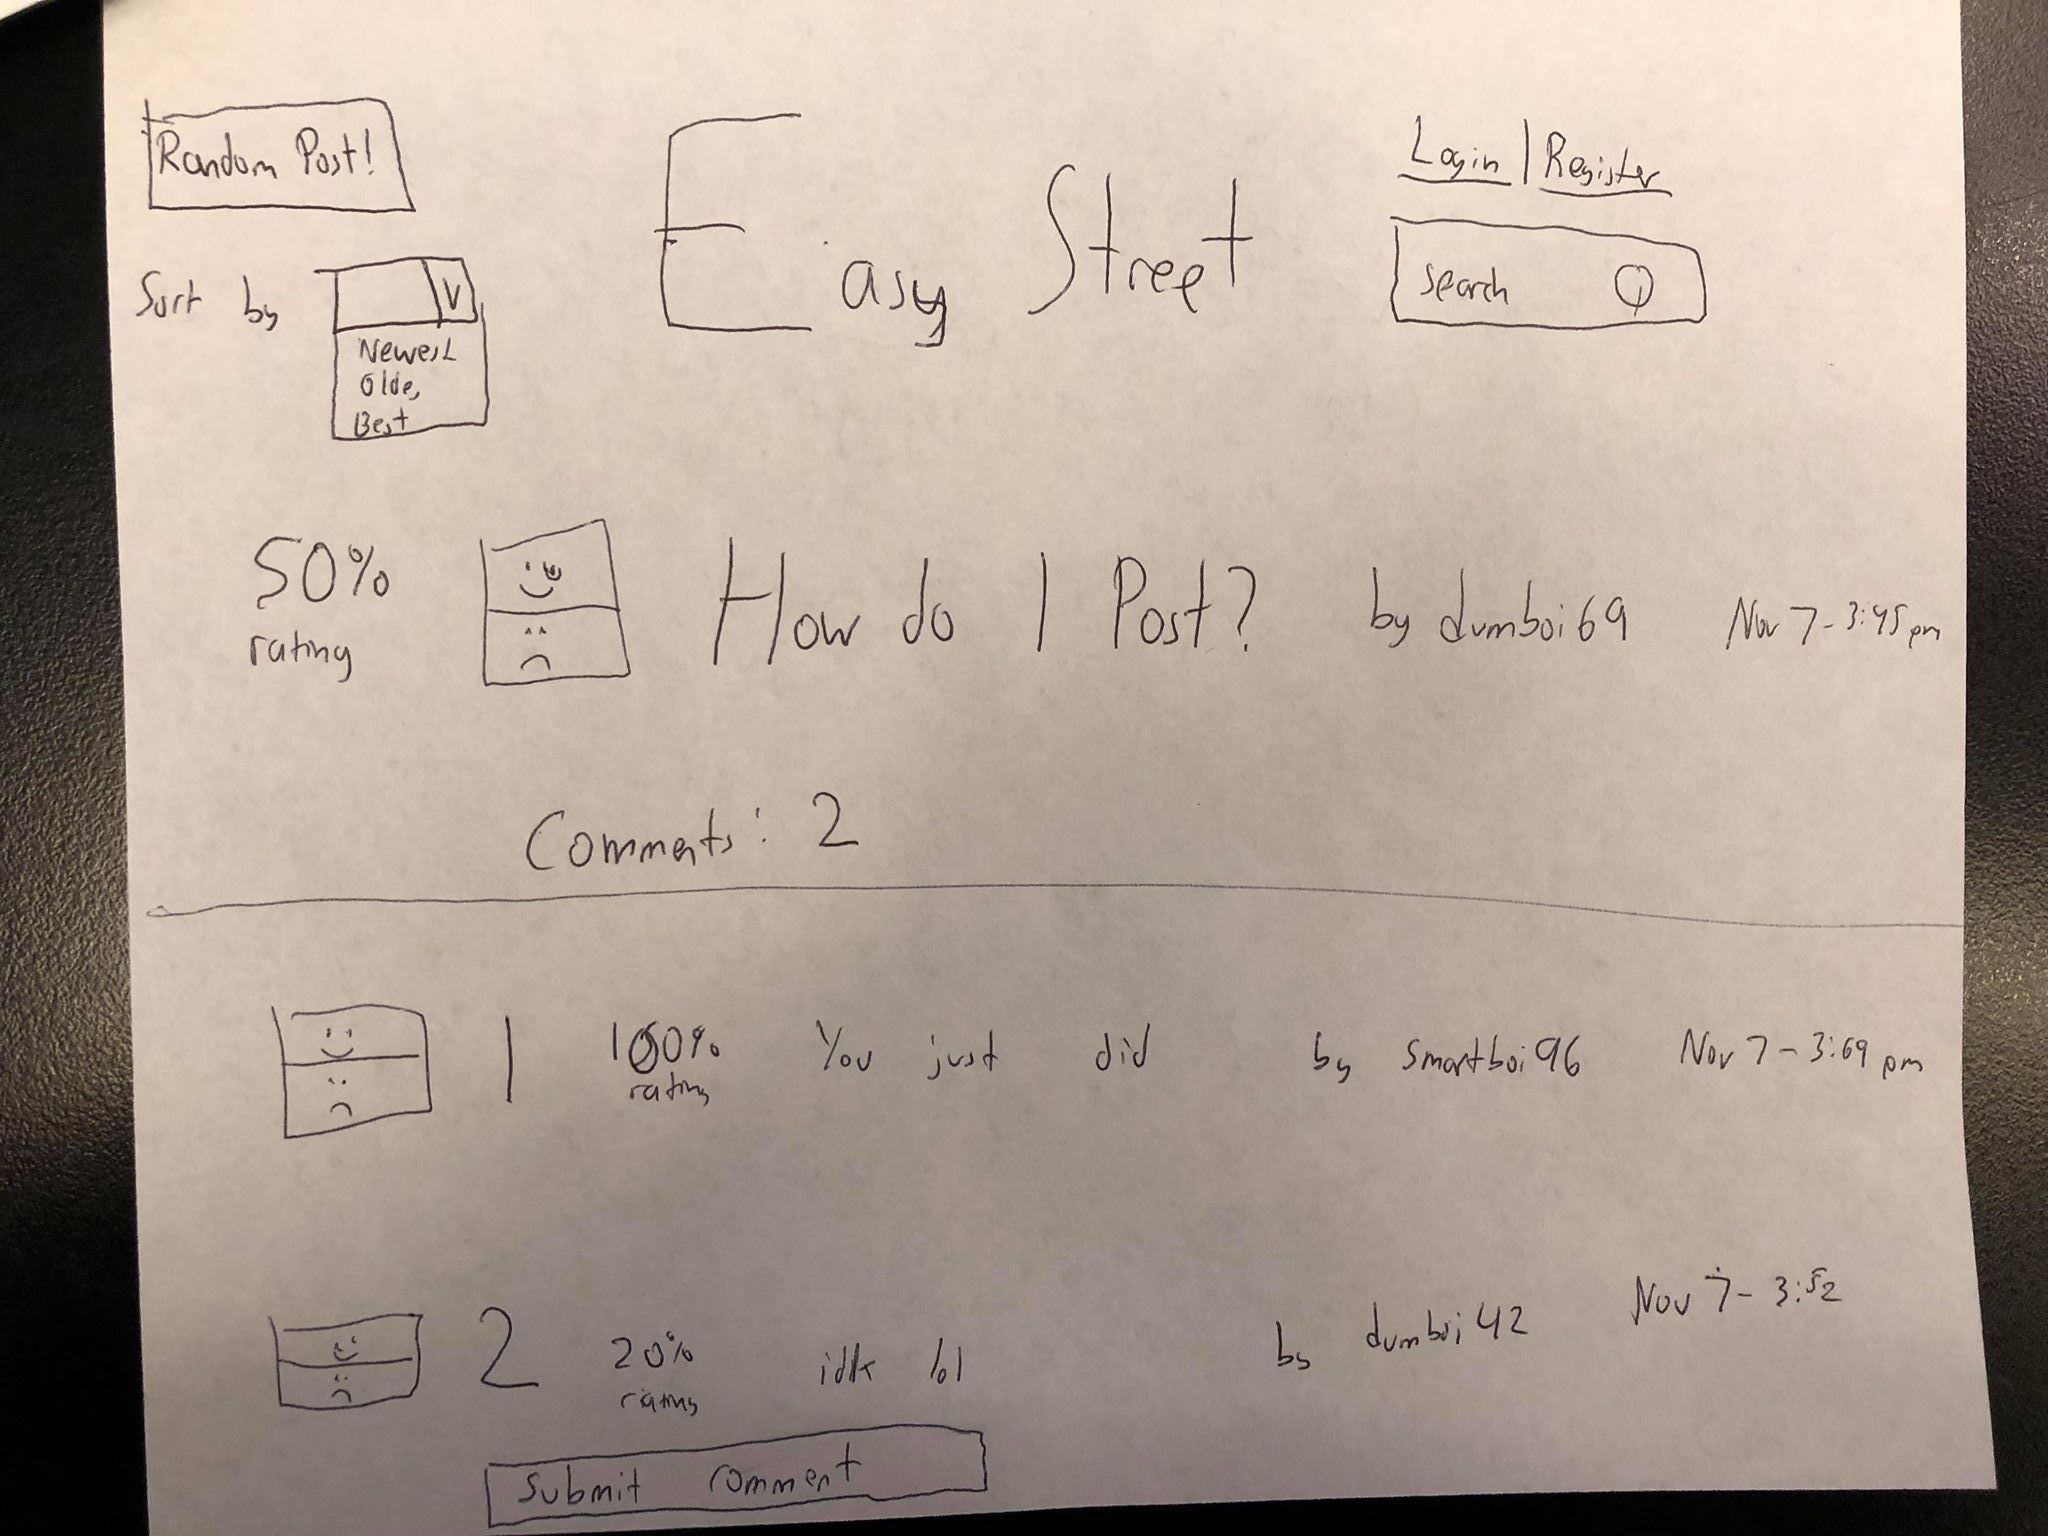 Random Post!
Easy Street
Login | Register
Sort by
V
search
Newest
Olde,
Best
50%
rating
How do I Post?
by dumboi69
Nov 7 - 3:45 pm
Comments: 2
1
100%
rating
You just did
by smartboi96
Nov 7 - 3:69 pm
2
20%
rating
idk lol
by dumboi42
Nov 7 - 3:52
submit comment